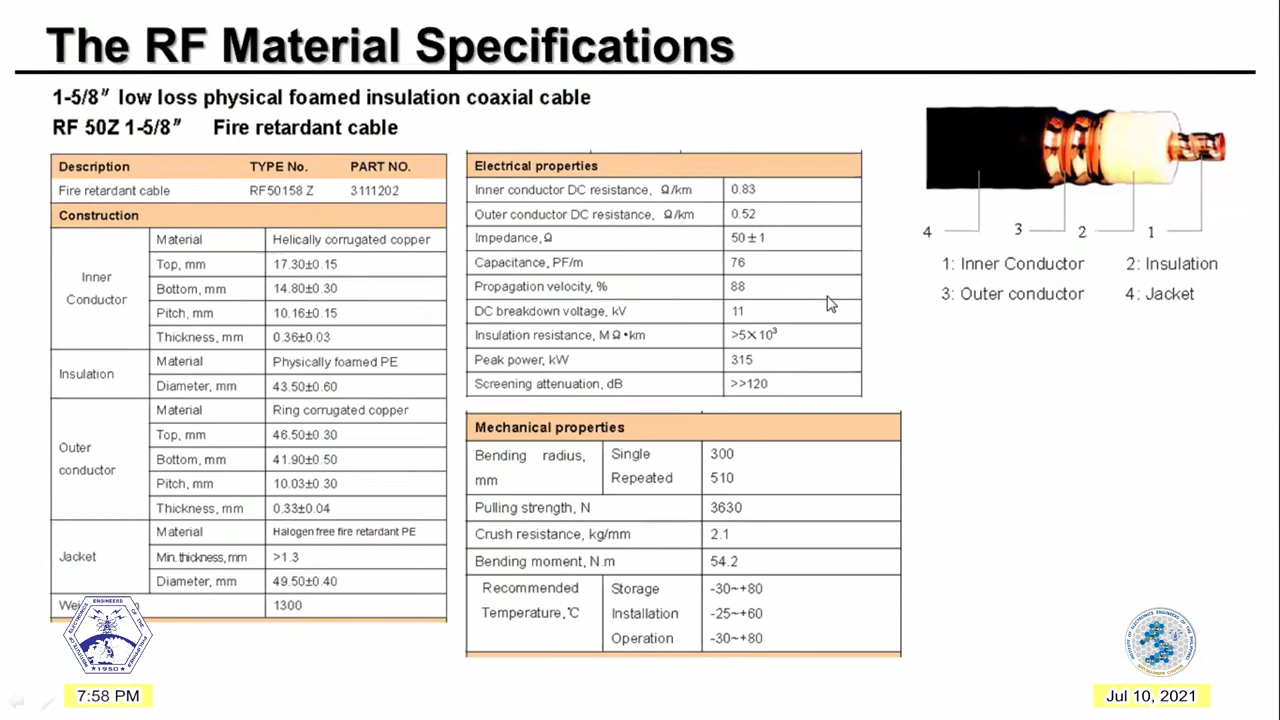 The RF Material Specifications
1-5/8″ low loss physical foamed insulation coaxial cable
RF 50Z 1-5/8″ Fire retardant cable
Description TYPE No. PART NO.
Fire retardant cable RF50158 Z 3111202
Construction
Inner Conductor
Material Helically corrugated copper
Top, mm 17.30±0.15
Bottom, mm 14.80±0.30
Pitch, mm 10.16±0.15
Thickness, mm 0.36±0.03
Insulation
Material Physically foamed PE
Diameter, mm 43.50±0.60
Outer conductor
Material Ring corrugated copper
Top, mm 46.50±0.30
Bottom, mm 41.90±0.50
Pitch, mm 10.03±0.30
Thickness, mm 0.33±0.04
Jacket
Material Halogen free fire retardant PE
Min. thickness, mm >1.3
Diameter, mm 49.50±0.40
1300
Electrical properties
Inner conductor DC resistance, Ω/km 0.83
Outer conductor DC resistance, Ω/km 0.52
Impedance,Ω 50±1
Capacitance, PF/m 76
Propagation velocity, % 88
DC breakdown voltage, kV 11
Insulation resistance, MΩ•km >5×10³
Peak power, kW 315
Screening attenuation, dB >>120
Mechanical properties
Bending radius, mm
Single 300
Repeated 510
Pulling strength, N 3630
Crush resistance, kg/mm 2.1
Bending moment, N.m 54.2
Recommended Temperature,℃
Storage -30~+80
Installation -25~+60
Operation -30~+80
4 3 2 1
1: Inner Conductor 2: Insulation
3: Outer conductor 4: Jacket
INSTITUTE OF ELECTRONICS ENGINEERS OF THE PHILIPPINES
★1950★
7:58 PM
Jul 10, 2021